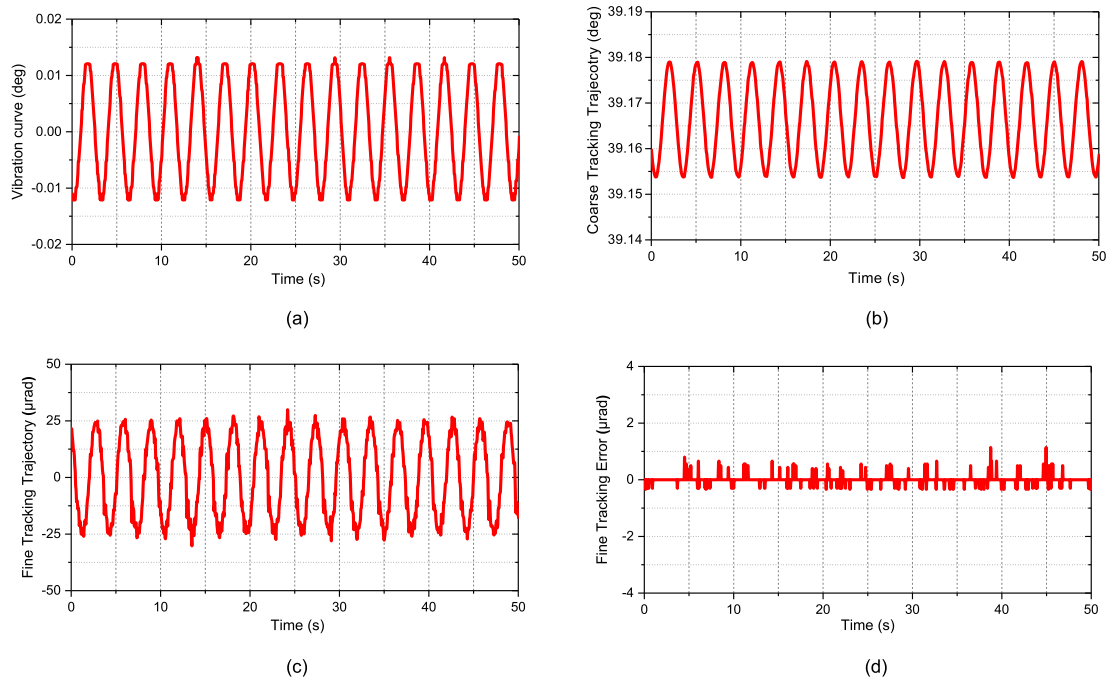 0.02
0.01
0.00
-0.01
-0.02
Vibration curve (deg)
0 10 20 30 40 50
Time (s)
(a)
39.19
39.18
39.17
39.16
39.15
39.14
Coarse Tracking Trajecotry (deg)
0 10 20 30 40 50
Time (s)
(b)
50
25
0
-25
-50
Fine Tracking Trajectory (μrad)
0 10 20 30 40 50
Time (s)
(c)
4
2
0
-2
-4
Fine Tracking Error (μrad)
0 10 20 30 40 50
Time (s)
(d)